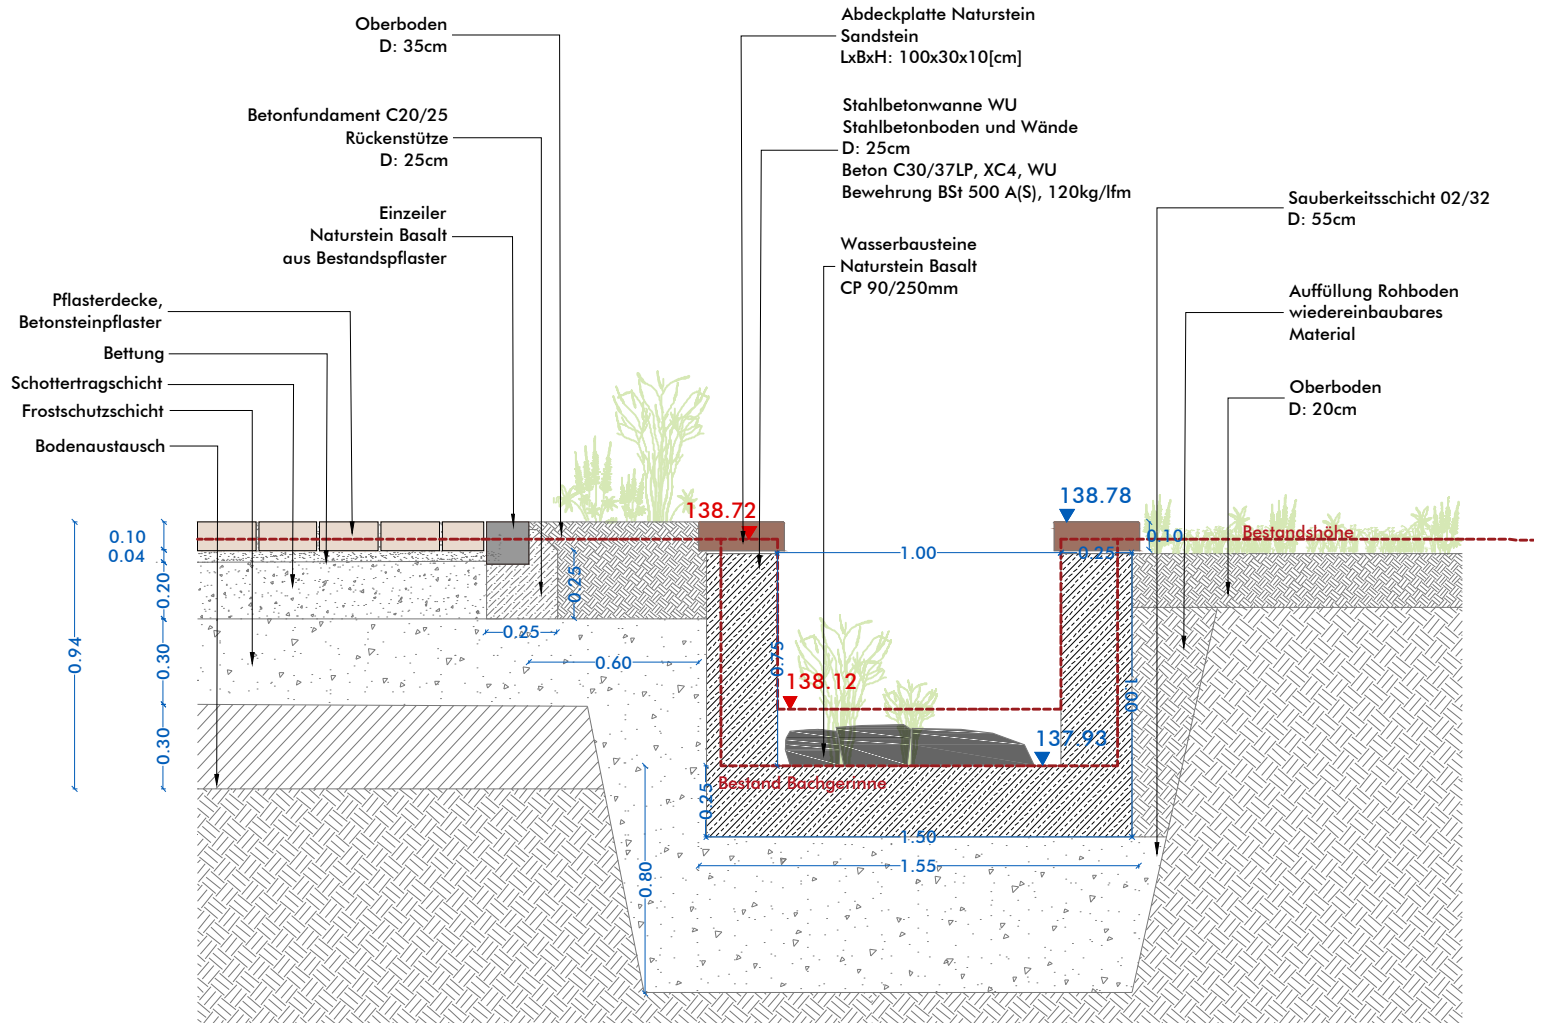 Oberboden
D: 35cm
Betonfundament C20/25
Rückenstütze
D: 25cm
Einzeiler
Naturstein Basalt
aus Bestandspflaster
Pflasterdecke,
Betonsteinpflaster
Bettung
Schottertragschicht
Frostschutzschicht
Bodenaustausch
Abdeckplatte Naturstein
Sandstein
LxBxH: 100x30x10[cm]
Stahlbetonwanne WU
Stahlbetonboden und Wände
D: 25cm
Beton C30/37LP, XC4, WU
Bewehrung BSt 500 A(S), 120kg/lfm
Wasserbausteine
Naturstein Basalt
CP 90/250mm
Sauberkeitsschicht 02/32
D: 55cm
Auffüllung Rohboden
wiedereinbaubares
Material
Oberboden
D: 20cm
138.72
138.78
Bestandshöhe
0.10
0.04
0.20
0.30
0.30
0.94
0.25
0.25
0.60
1.00
0.25
0.10
0.75
138.12
1.00
137.93
Bestand Bachgerinne
0.25
1.50
1.55
0.80